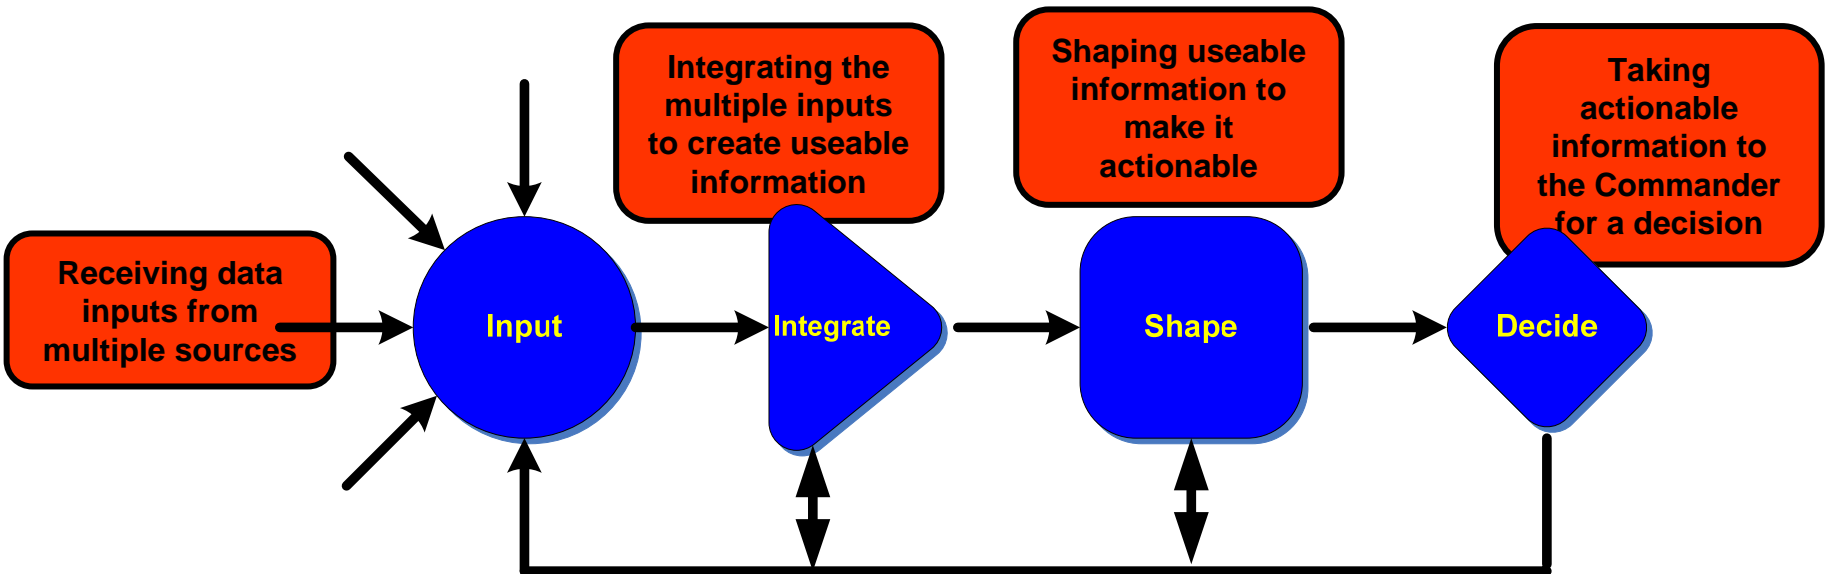 Receiving data
inputs from
multiple sources
Input
Integrating the
multiple inputs
to create useable
information
Integrate
Shaping useable
information to
make it
actionable
Shape
Taking
actionable
information to
the Commander
for a decision
Decide